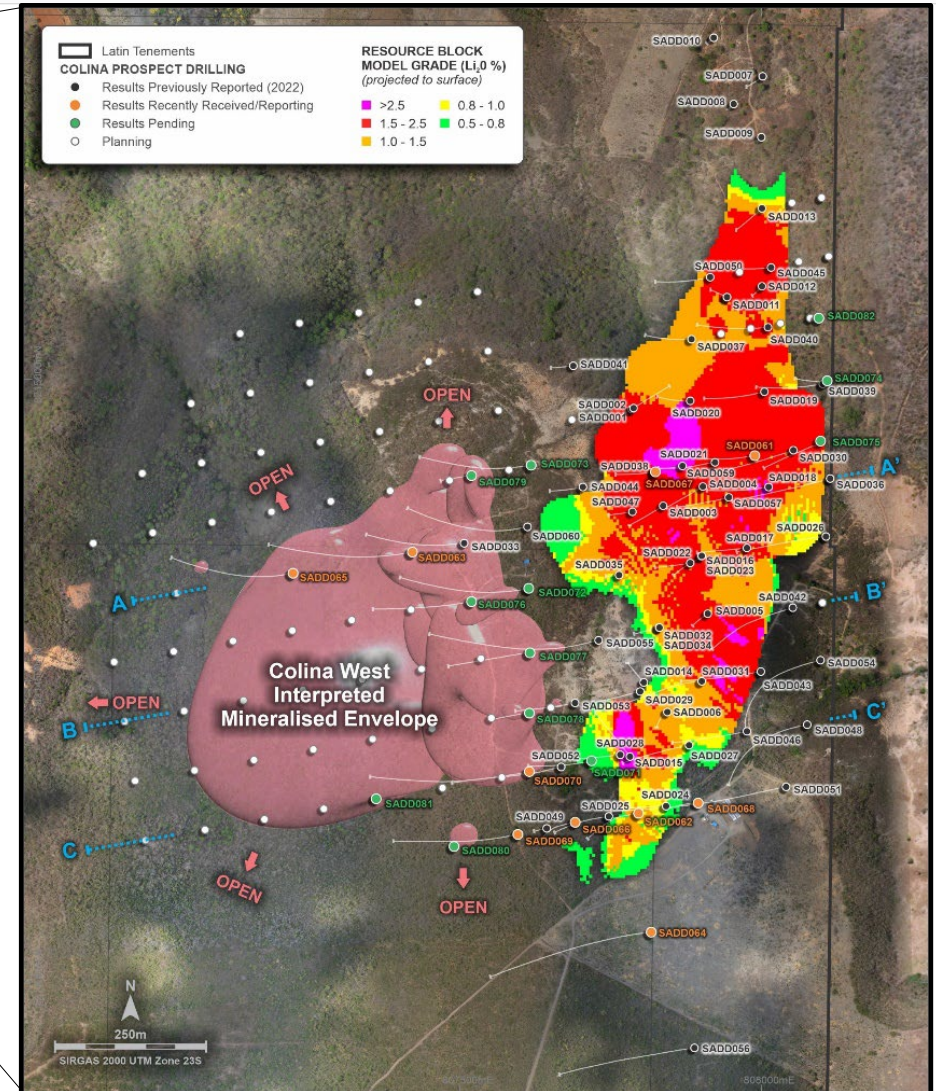 Latin Tenements
COLINA PROSPECT DRILLING
Results Previously Reported (2022)
Results Recently Received/Reporting
Results Pending
Planning
RESOURCE BLOCK
MODEL GRADE (Li₂0 %)
(projected to surface)
>2.5
0.8 - 1.0
1.5 - 2.5
0.5 - 0.8
1.0 - 1.5
SADD010
SADD007
SADD008
SADD009
SADD013
SADD050
SADD045
SADD012
SADD011
SADD082
SADD040
SADD037
SADD041
SADD074
SADD039
SADD019
OPEN
SADD002
SADD001
SADD020
SADD061
SADD075
SADD030
SADD073
SADD038
SADD021
SADD059
A'
SADD079
OPEN
SADD067
SADD004
SADD018
SADD036
SADD044
SADD057
SADD047
SADD003
SADD026
SADD060
SADD017
SADD033
SADD063
SADD022
SADD016
SADD023
SADD065
SADD035
A
SADD072
B'
SADD076
SADD042
SADD005
SADD032
SADD034
SADD055
SADD077
SADD054
Colina West
Interpreted
Mineralised Envelope
SADD014
SADD031
SADD043
SADD029
OPEN
SADD053
SADD006
C'
B
SADD078
SADD048
SADD046
SADD028
SADD027
SADD052
SADD071
SADD015
SADD070
SADD051
SADD081
SADD024
SADD068
SADD025
SADD062
SADD049
SADD066
SADD069
C
SADD080
OPEN
OPEN
SADD064
N
250m
SIRGAS 2000 UTM Zone 23S
SADD056
808000mE